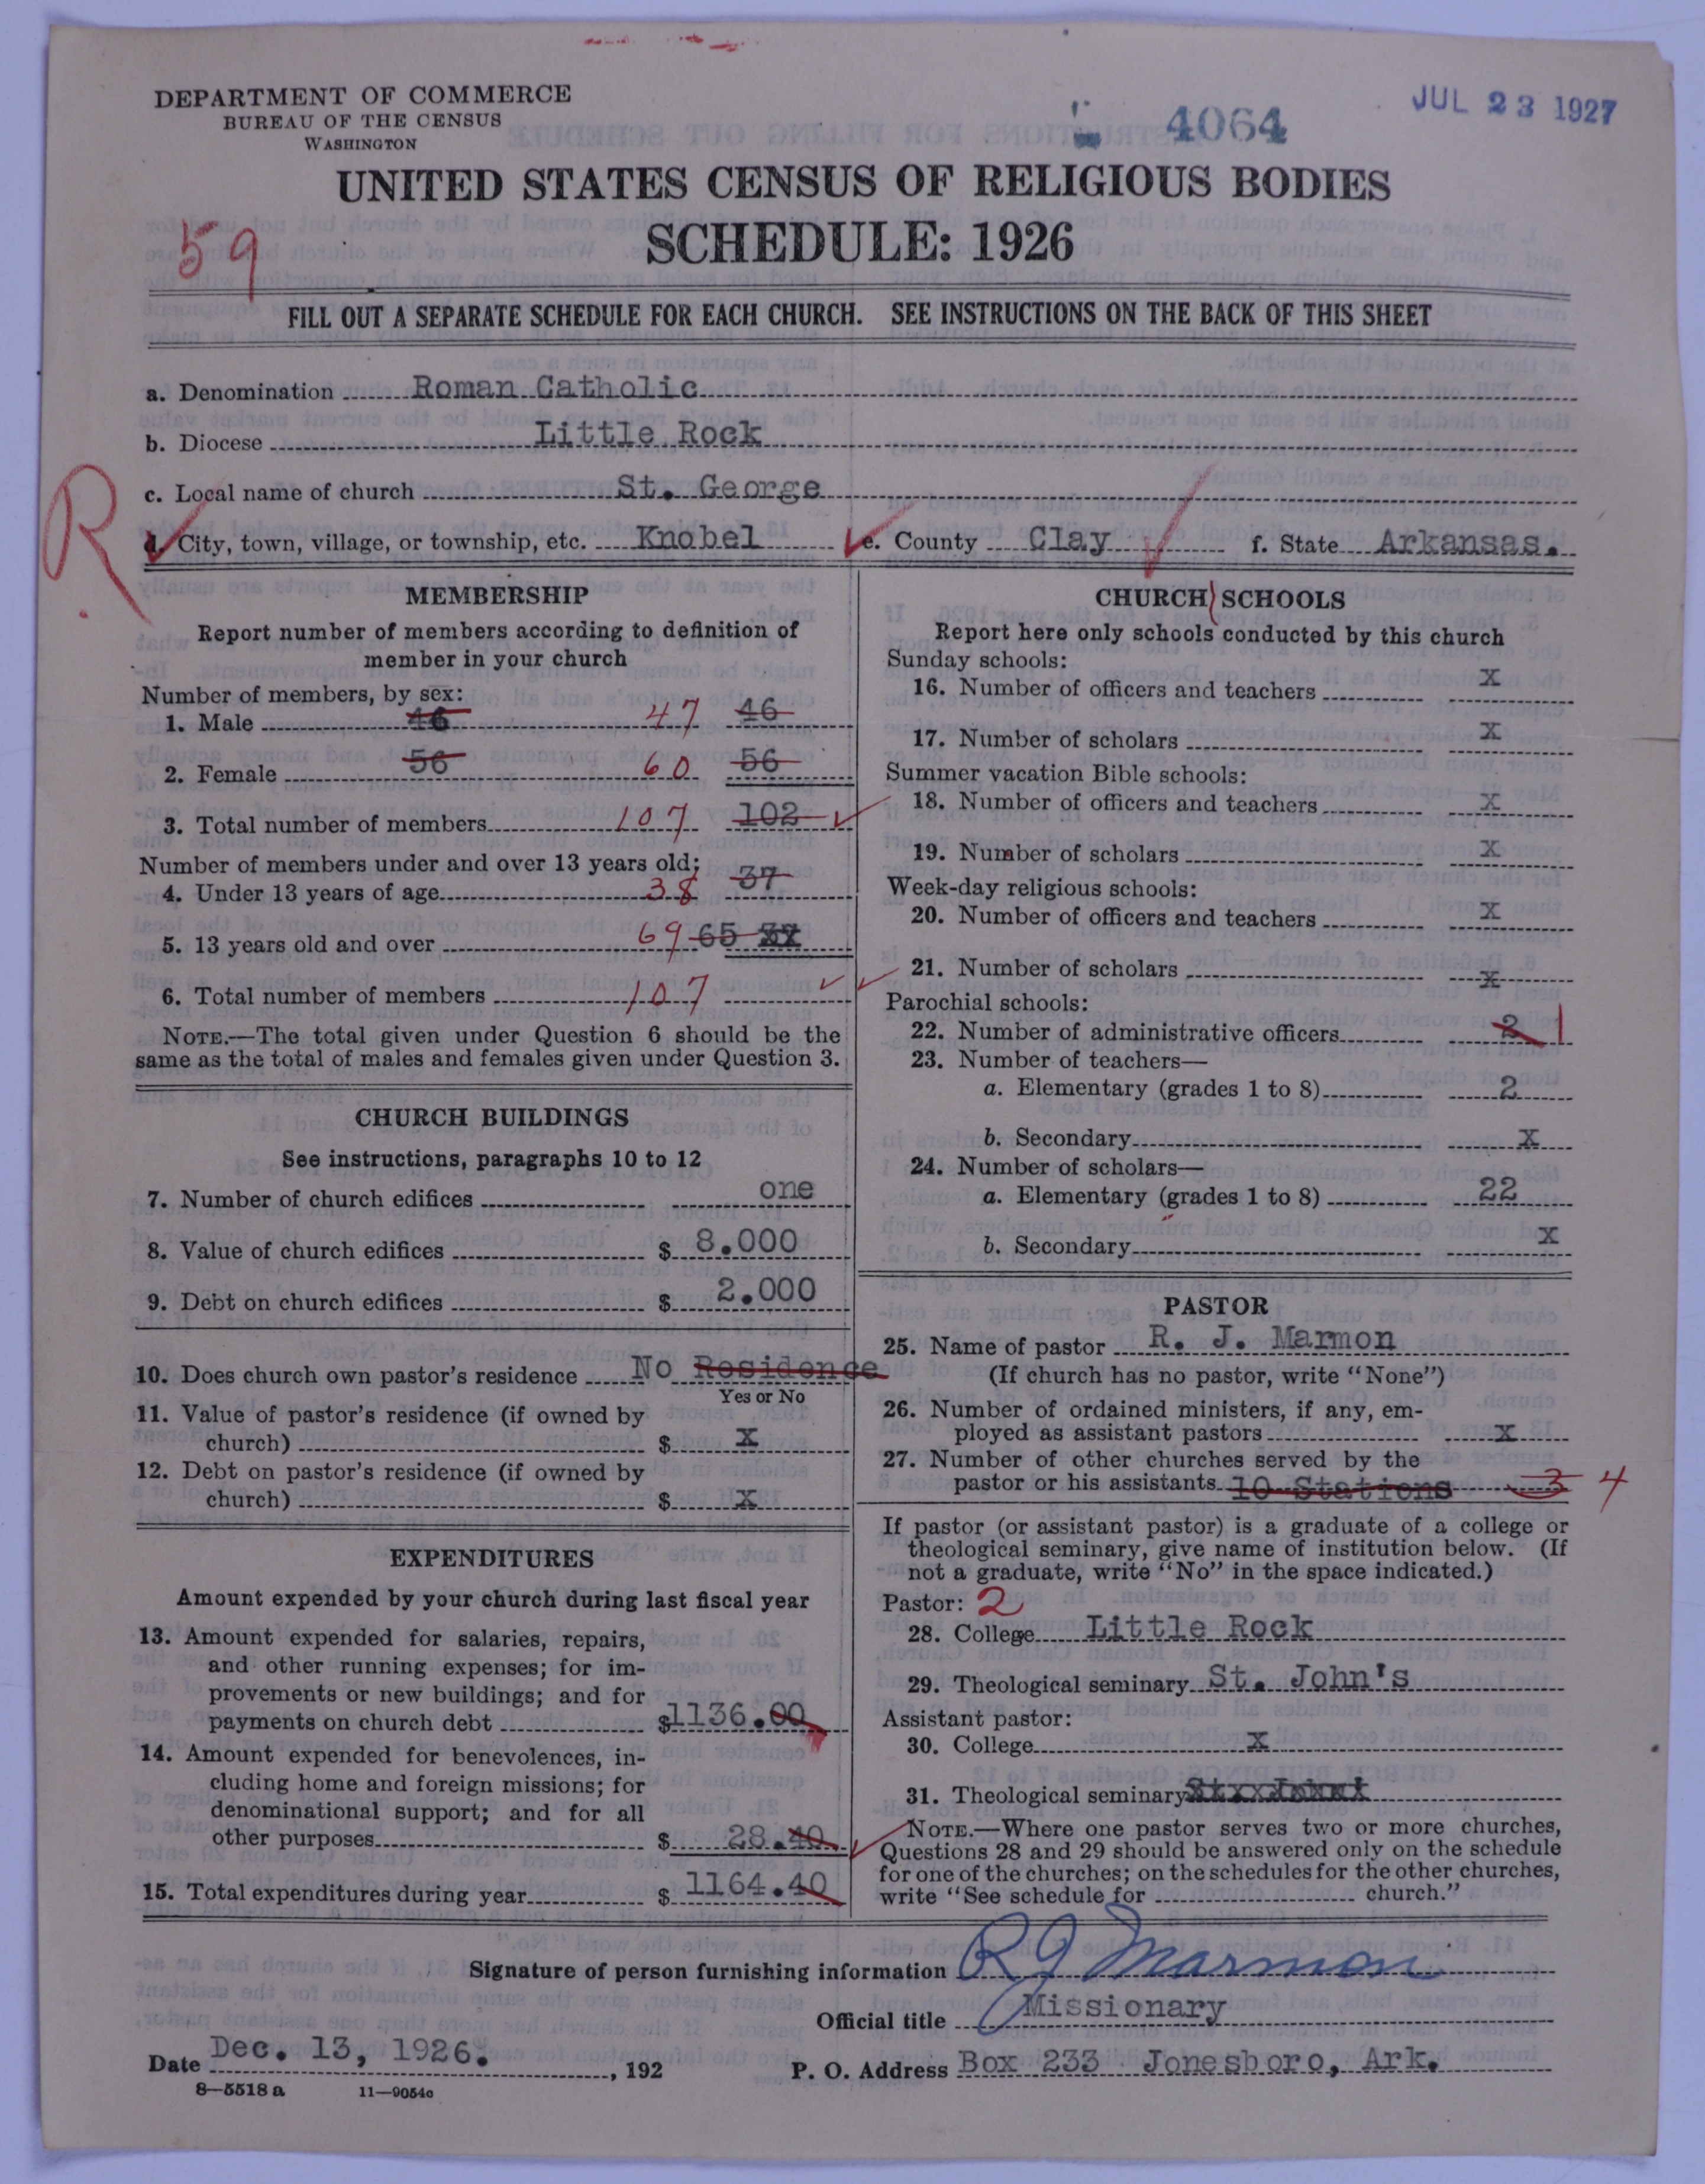 DEPARTMENT OF COMMERCE
BUREAU OF THE CENSUS
WASHINGTON
4064
JUL 23 1927
UNITED STATES CENSUS OF RELIGIOUS BODIES
SCHEDULE: 1926
59
FILL OUT A SEPARATE SCHEDULE FOR EACH CHURCH. SEE INSTRUCTIONS ON THE BACK OF THIS SHEET
a. Denomination Roman Catholic
b. Diocese Little Rock
c. Local name of church St. George
R
d. City, town, village, or township, etc. Knobel e. County Clay f. State Arkansas.
MEMBERSHIP
Report number of members according to definition of
member in your church
Number of members, by sex:
1. Male 46 47 46
2. Female 56 60 56
3. Total number of members 107 102
Number of members under and over 13 years old:
4. Under 13 years of age 38 37
5. 13 years old and over 69 65
6. Total number of members 107
NOTE.—The total given under Question 6 should be the
same as the total of males and females given under Question 3.
CHURCH BUILDINGS
See instructions, paragraphs 10 to 12
7. Number of church edifices one
8. Value of church edifices $ 8.000
9. Debt on church edifices $ 2.000
10. Does church own pastor's residence No Residence
Yes or No
11. Value of pastor's residence (if owned by
church) $ X
12. Debt on pastor's residence (if owned by
church) $ X
EXPENDITURES
Amount expended by your church during last fiscal year
13. Amount expended for salaries, repairs,
and other running expenses; for im-
provements or new buildings; and for
payments on church debt $1136.00
14. Amount expended for benevolences, in-
cluding home and foreign missions; for
denominational support; and for all
other purposes $ 28.40
15. Total expenditures during year $ 1164.40
CHURCH SCHOOLS
Report here only schools conducted by this church
Sunday schools:
16. Number of officers and teachers X
17. Number of scholars X
Summer vacation Bible schools:
18. Number of officers and teachers X
19. Number of scholars X
Week-day religious schools:
20. Number of officers and teachers X
21. Number of scholars X
Parochial schools:
22. Number of administrative officers 2 1
23. Number of teachers—
a. Elementary (grades 1 to 8) 2
b. Secondary X
24. Number of scholars—
a. Elementary (grades 1 to 8) 22
b. Secondary X
PASTOR
25. Name of pastor R. J. Marmon
(If church has no pastor, write "None")
26. Number of ordained ministers, if any, em-
ployed as assistant pastors X
27. Number of other churches served by the
pastor or his assistants 10 Stations 3 4
If pastor (or assistant pastor) is a graduate of a college or
theological seminary, give name of institution below. (If
not a graduate, write "No" in the space indicated.)
Pastor: 2
28. College Little Rock
29. Theological seminary St. John's
Assistant pastor:
30. College X
31. Theological seminary
NOTE.—Where one pastor serves two or more churches,
Questions 28 and 29 should be answered only on the schedule
for one of the churches; on the schedules for the other churches,
write "See schedule for church."
Signature of person furnishing information R J Marmon
Official title Missionary
Date Dec. 13, 1926. , 192 P. O. Address Box 233 Jonesboro, Ark.
8—5518 a 11—9054c